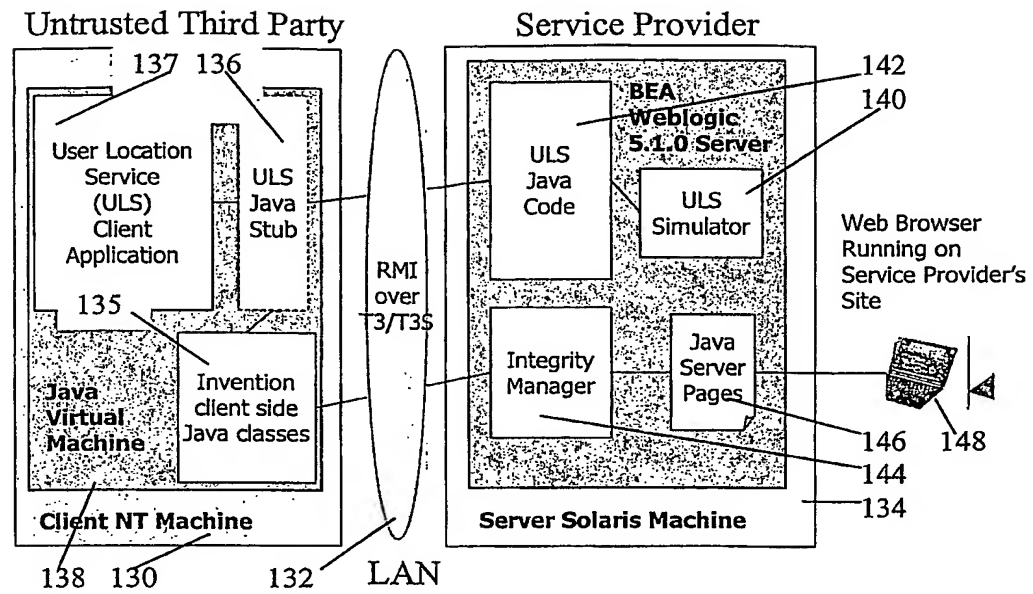 Untrusted Third Party
Service Provider
137
136
142
140
BEA
Weblogic
5.1.0 Server
User Location
Service
(ULS)
Client
Application
ULS
Java
Stub
ULS
Java
Code
ULS
Simulator
Web Browser
Running on
Service Provider's
Site
RMI
over
T3/T3S
135
Invention
client side
Java classes
Java
Virtual
Machine
Integrity
Manager
Java
Server
Pages
146
148
144
134
Client NT Machine
Server Solaris Machine
138
130
132
LAN